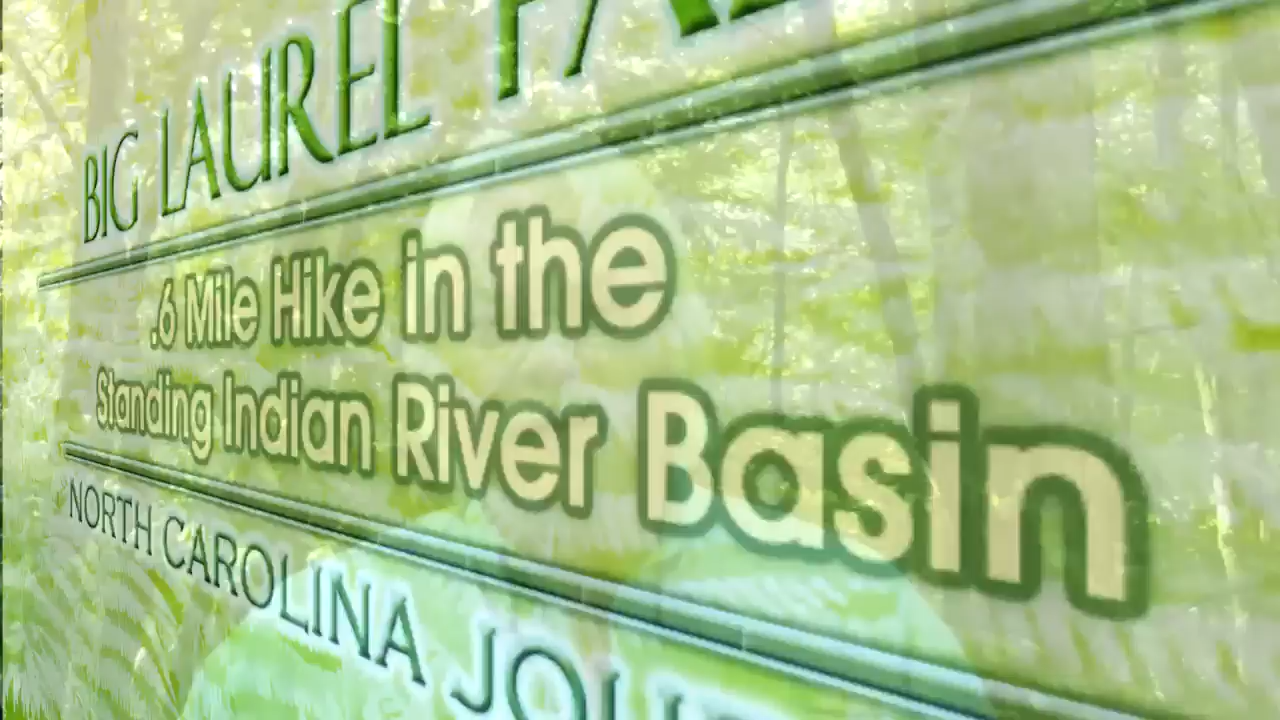 BIG LAUREL
.6 Mile Hike in the
Standing Indian River Basin
NORTH CAROLINA